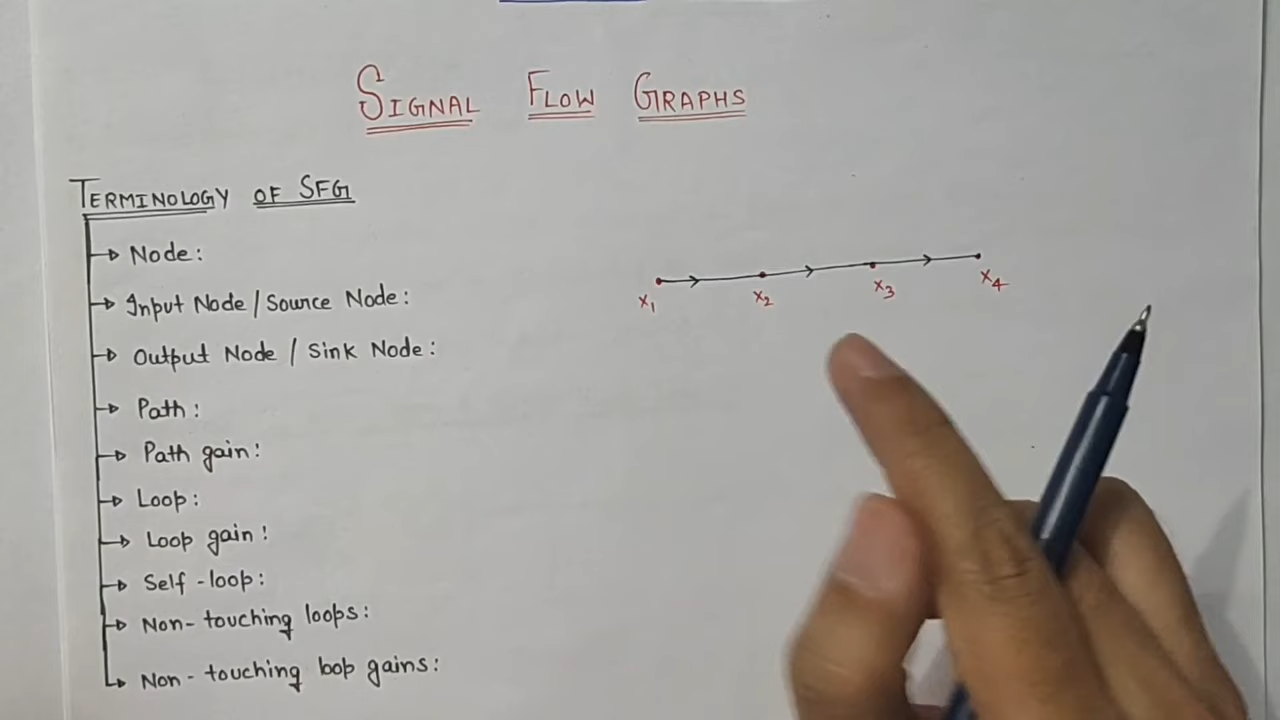 SIGNAL FLOW GRAPHS
TERMINOLOGY OF SFG
Node:
Input Node / Source Node:
Output Node / Sink Node:
Path:
Path gain:
Loop:
Loop gain:
Self-loop:
Non-touching loops:
Non-touching loop gains:
x₁ x₂ x₃ x₄